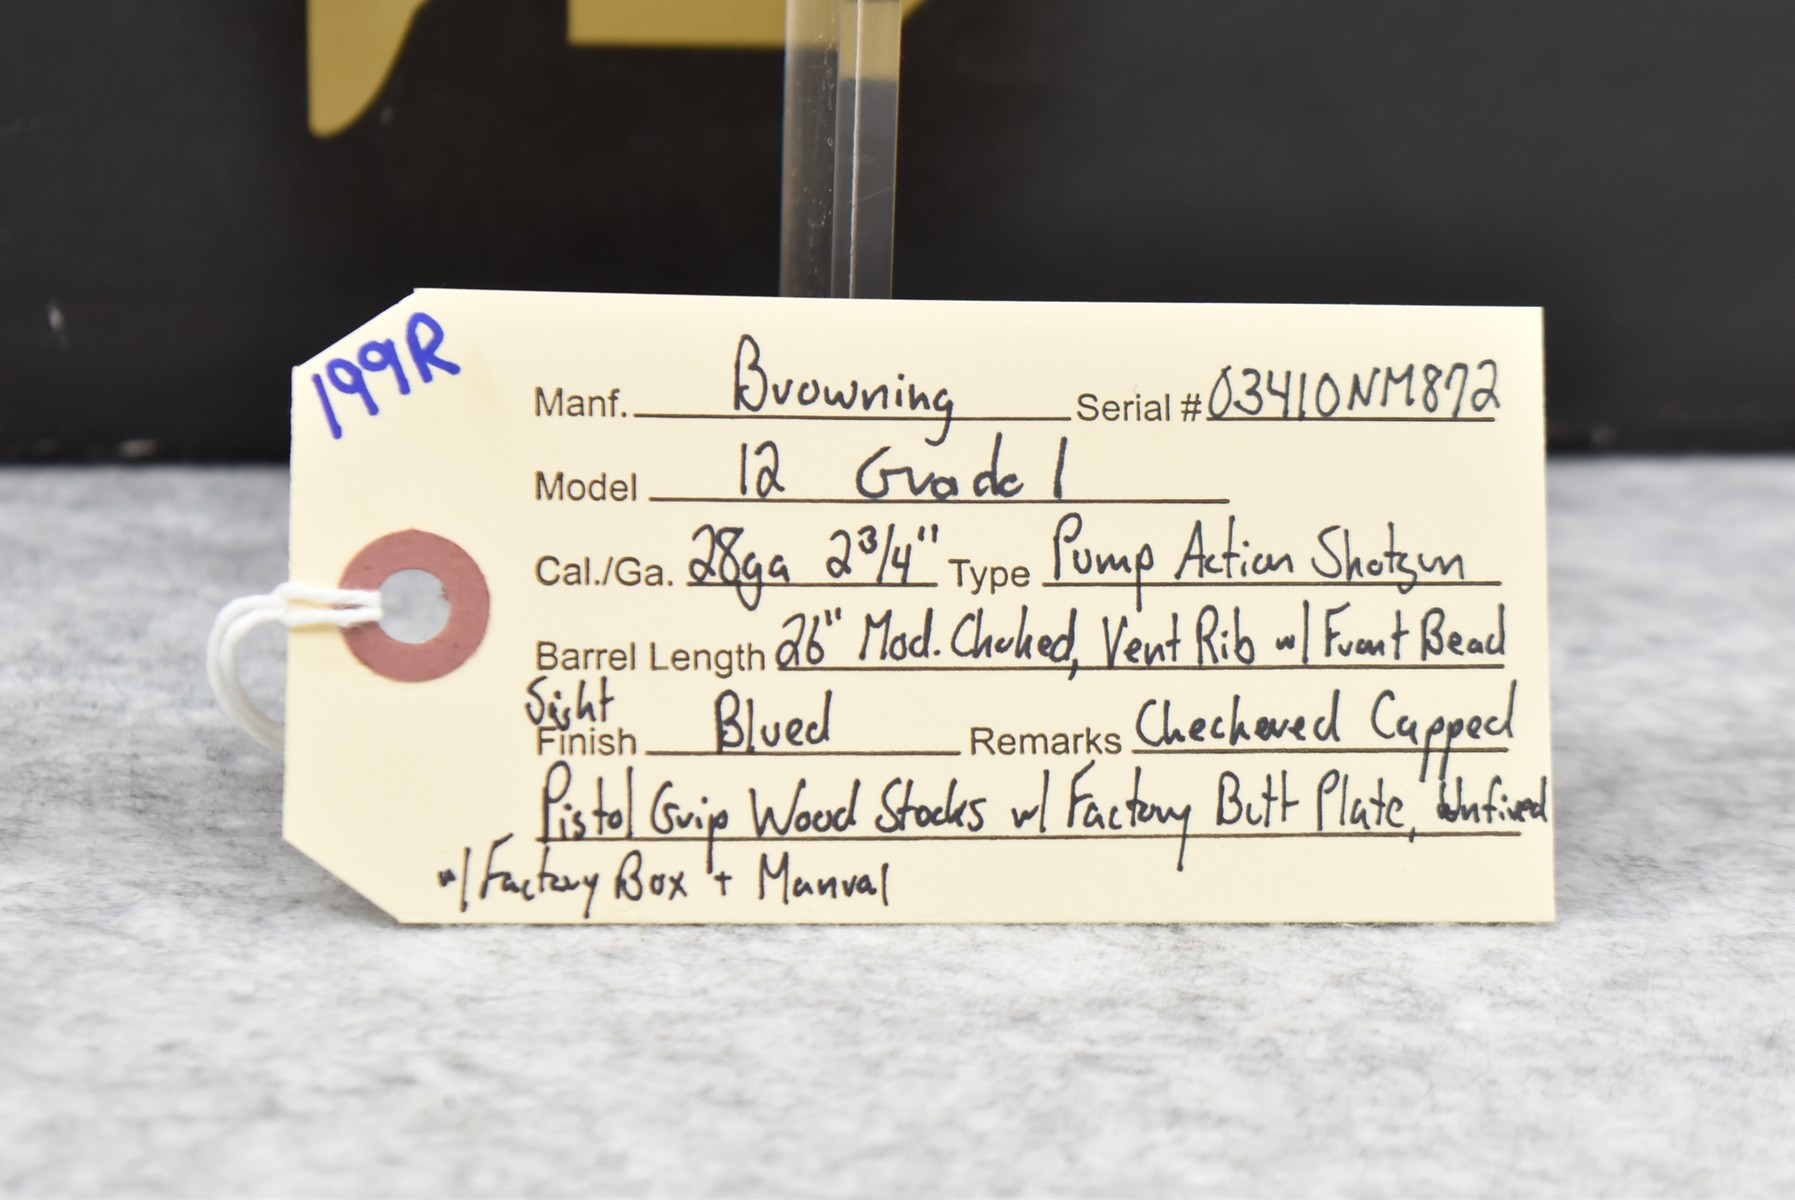 199R
Manf. Browning Serial # 03410NM872
Model 12 Grade 1
Cal./Ga. 28ga 2 3/4" Type Pump Action Shotgun
Barrel Length 26" Mod. Choked, Vent Rib w/ Front Bead
Sight
Finish Blued Remarks Checkered Capped
Pistol Grip Wood Stocks w/ Factory Butt Plate, Unfired
w/ Factory Box + Manual